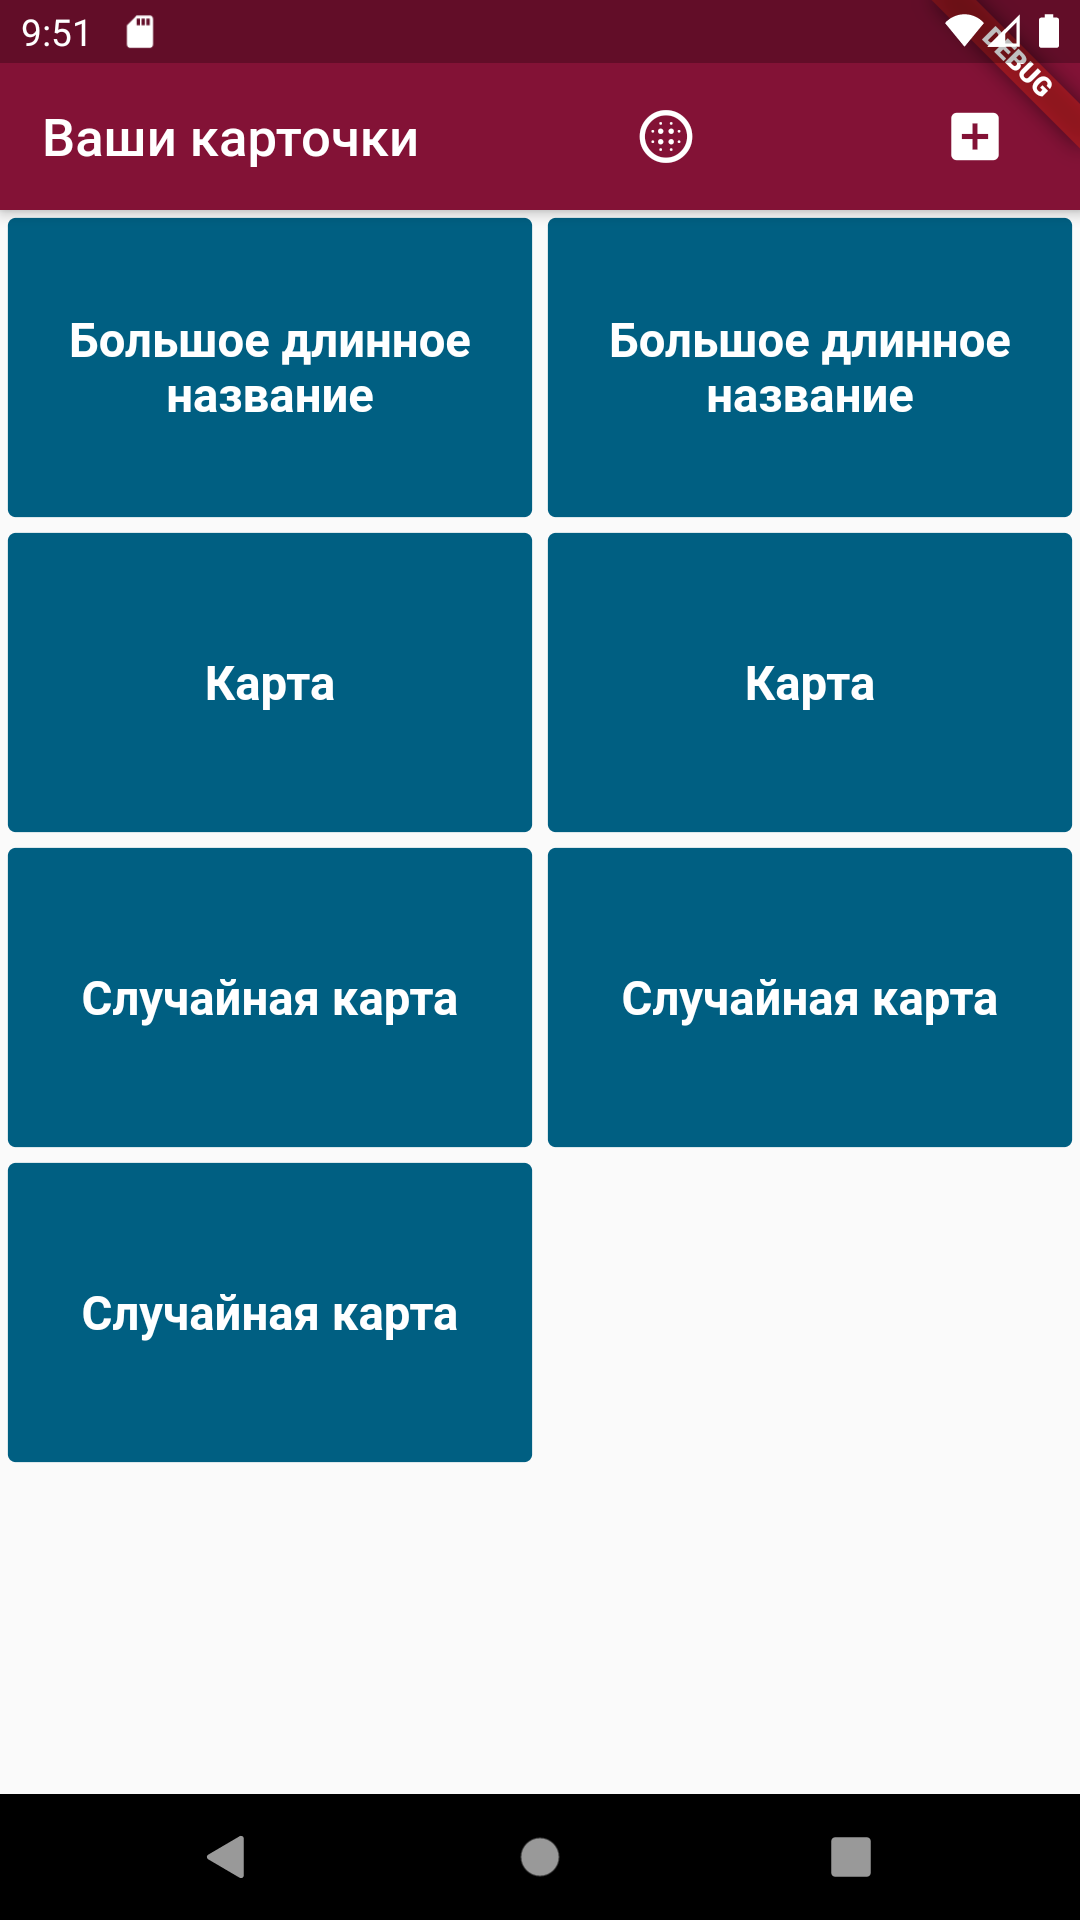 9:51
DEBUG
Ваши карточки
Большое длинное
название
Большое длинное
название
Карта
Карта
Случайная карта
Случайная карта
Случайная карта